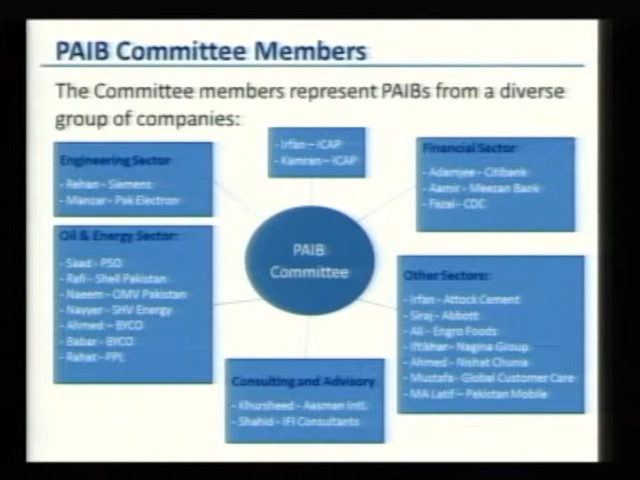 PAIB Committee Members
The Committee members represent PAIBs from a diverse
group of companies:
- Irfan – ICAP
- Kamran – ICAP
Engineering Sector
- Rehan – Siemens
- Manzar – Pak Electron
Financial Sector
- Adamjee – Citibank
- Aamir – Meezan Bank
- Fazal – CDC
Oil & Energy Sector:
- Saad – PSO
- Rafi – Shell Pakistan
- Naeem – OMV Pakistan
- Nayyer – SHV Energy
- Ahmed – BYCO
- Babar – BYCO
- Rahat – PPL
PAIB
Committee
Other Sectors:
- Irfan – Attock Cement
- Siraj – Abbott
- Ali – Engro Foods
- Iftikhar – Nagina Group
- Ahmed – Nishat Chunia
- Mustafa – Global Customer Care
- MA Latif – Pakistan Mobile
Consulting and Advisory
- Khursheed – Aasman Intl.
- Shahid – IFI Consultants